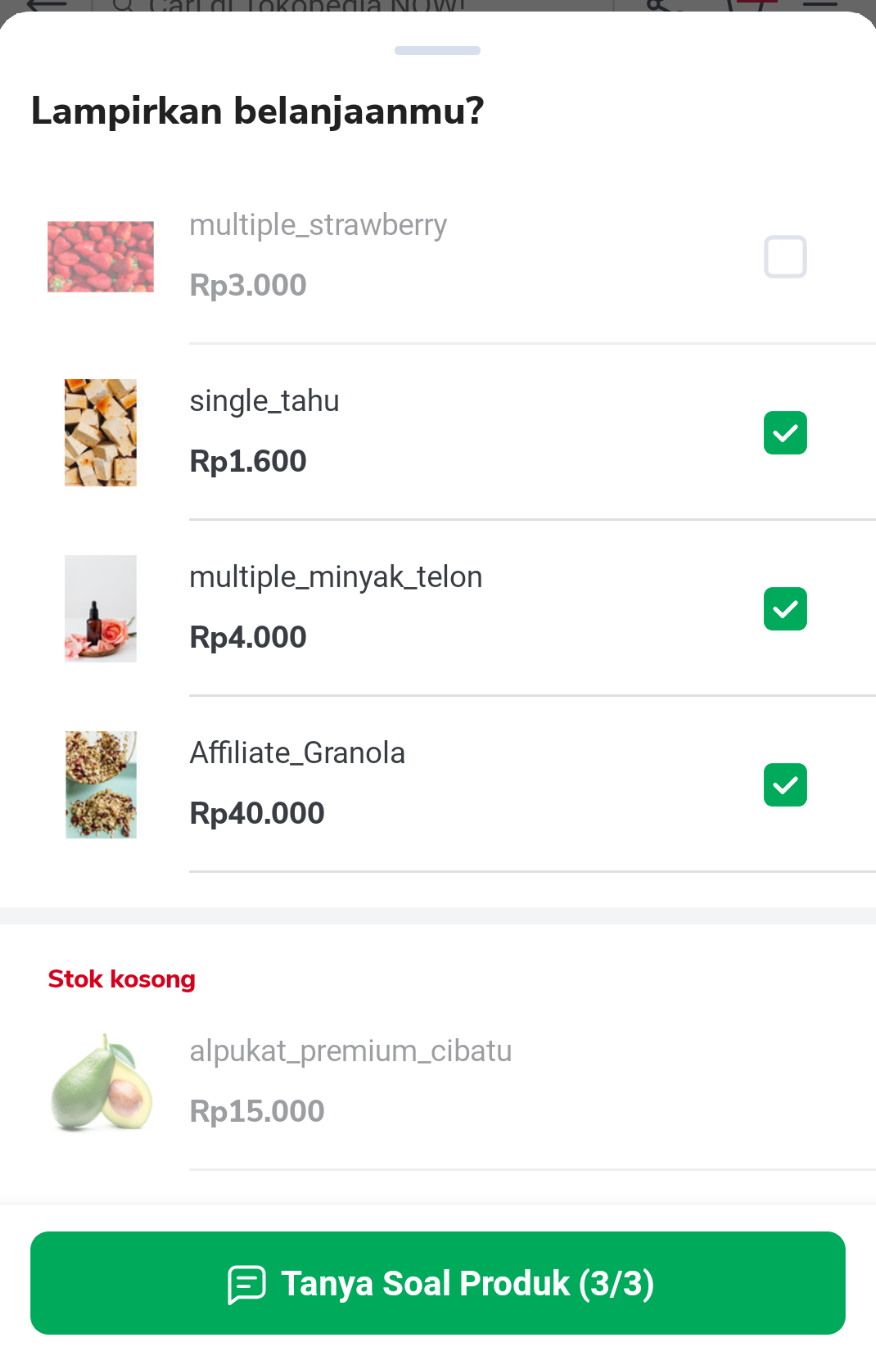 Cari di Tokopedia NOW!
Lampirkan belanjaanmu?
multiple_strawberry
Rp3.000
single_tahu
Rp1.600
multiple_minyak_telon
Rp4.000
Affiliate_Granola
Rp40.000
Stok kosong
alpukat_premium_cibatu
Rp15.000
Tanya Soal Produk (3/3)